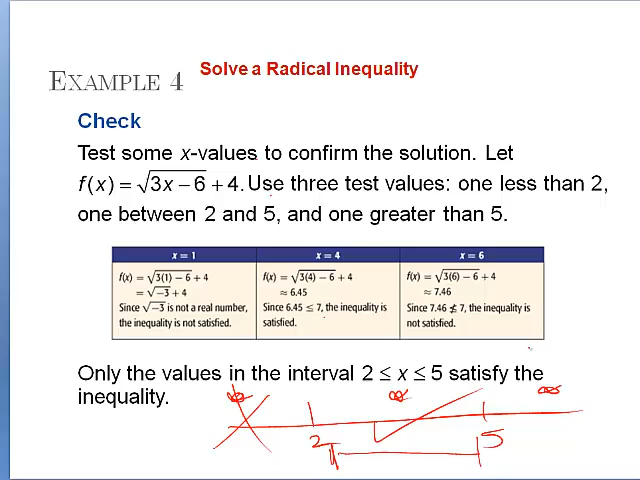 Solve a Radical Inequality
EXAMPLE 4
Check
Test some x-values to confirm the solution. Let
f(x) = √3x − 6 + 4. Use three test values: one less than 2,
one between 2 and 5, and one greater than 5.
x = 1 x = 4 x = 6
f(x) = √3(1) − 6 + 4 f(x) = √3(4) − 6 + 4 f(x) = √3(6) − 6 + 4
= √−3 + 4 ≈ 6.45 ≈ 7.46
Since √−3 is not a real number, Since 6.45 ≤ 7, the inequality is Since 7.46 ≰ 7, the inequality is
the inequality is not satisfied. satisfied. not satisfied.
Only the values in the interval 2 ≤ x ≤ 5 satisfy the
inequality.
2 5